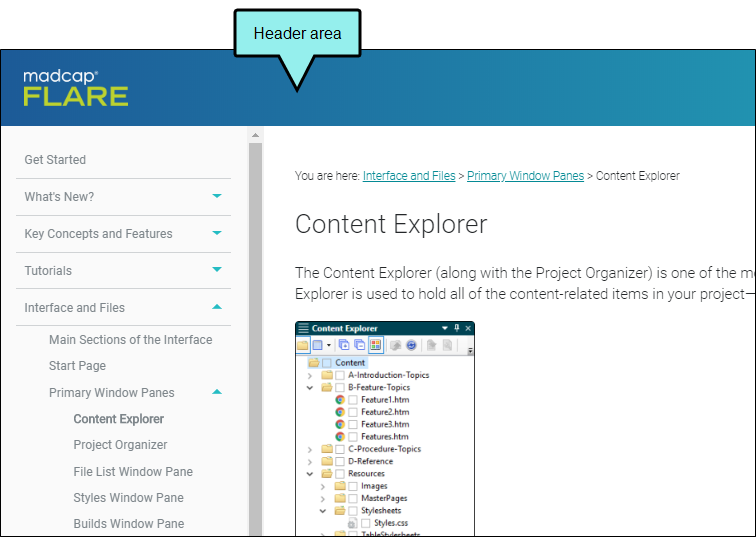 Header area
madcap®
FLARE
Get Started
What's New?
Key Concepts and Features
Tutorials
Interface and Files
Main Sections of the Interface
Start Page
Primary Window Panes
Content Explorer
Project Organizer
File List Window Pane
Styles Window Pane
Builds Window Pane
You are here: Interface and Files > Primary Window Panes > Content Explorer
Content Explorer
The Content Explorer (along with the Project Organizer) is one of the mo
Explorer is used to hold all of the content-related items in your project—
Content Explorer
Content
A-Introduction-Topics
B-Feature-Topics
Feature1.htm
Feature2.htm
Feature3.htm
Features.htm
C-Procedure-Topics
D-Reference
Resources
Images
MasterPages
Stylesheets
Styles.css
TableStylesheets